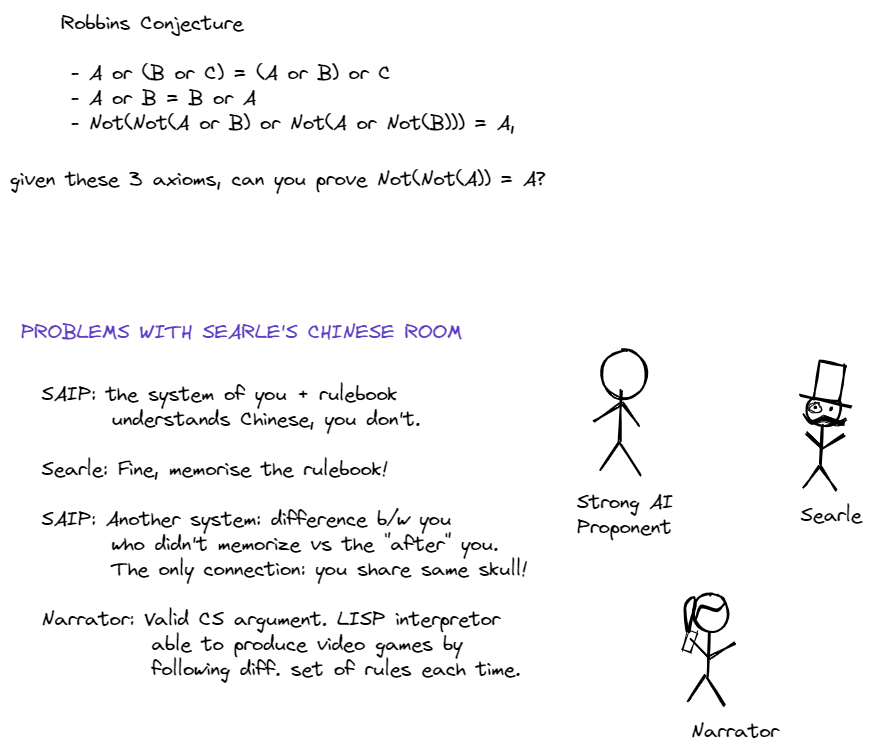 Robbins Conjecture
- A or (B or C) = (A or B) or C
- A or B = B or A
- Not(Not(A or B) or Not(A or Not(B))) = A,
given these 3 axioms, can you prove Not(Not(A)) = A?
PROBLEMS WITH SEARLE'S CHINESE ROOM
SAIP: the system of you + rulebook
understands Chinese, you don't.
Searle: Fine, memorise the rulebook!
SAIP: Another system: difference b/w you
who didn't memorize vs the "after" you.
The only connection: you share same skull!
Narrator: Valid CS argument. LISP interpretor
able to produce video games by
following diff. set of rules each time.
Strong AI
Proponent
Searle
Narrator